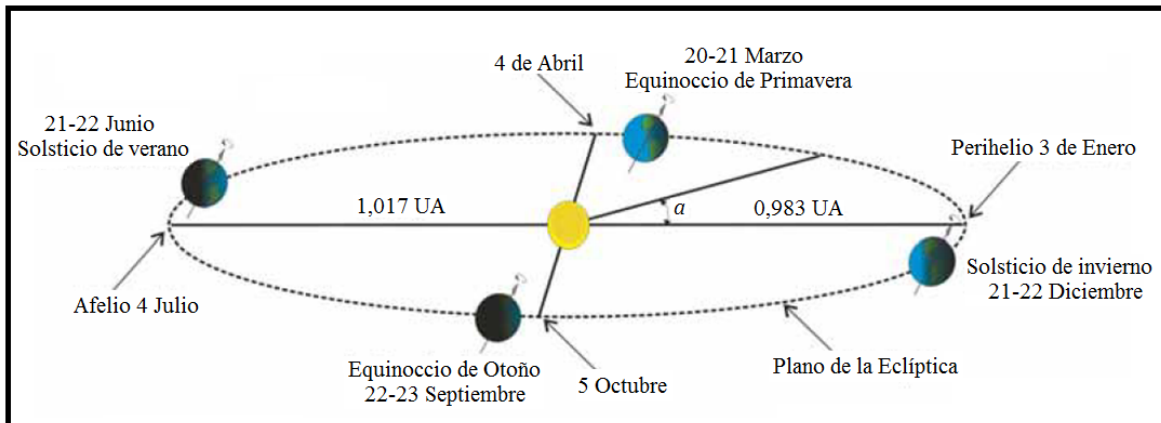 20-21 Marzo
Equinoccio de Primavera
4 de Abril
21-22 Junio
Solsticio de verano
Perihelio 3 de Enero
1,017 UA
a
0,983 UA
Solsticio de invierno
21-22 Diciembre
Afelio 4 Julio
Equinoccio de Otoño
22-23 Septiembre
5 Octubre
Plano de la Eclíptica